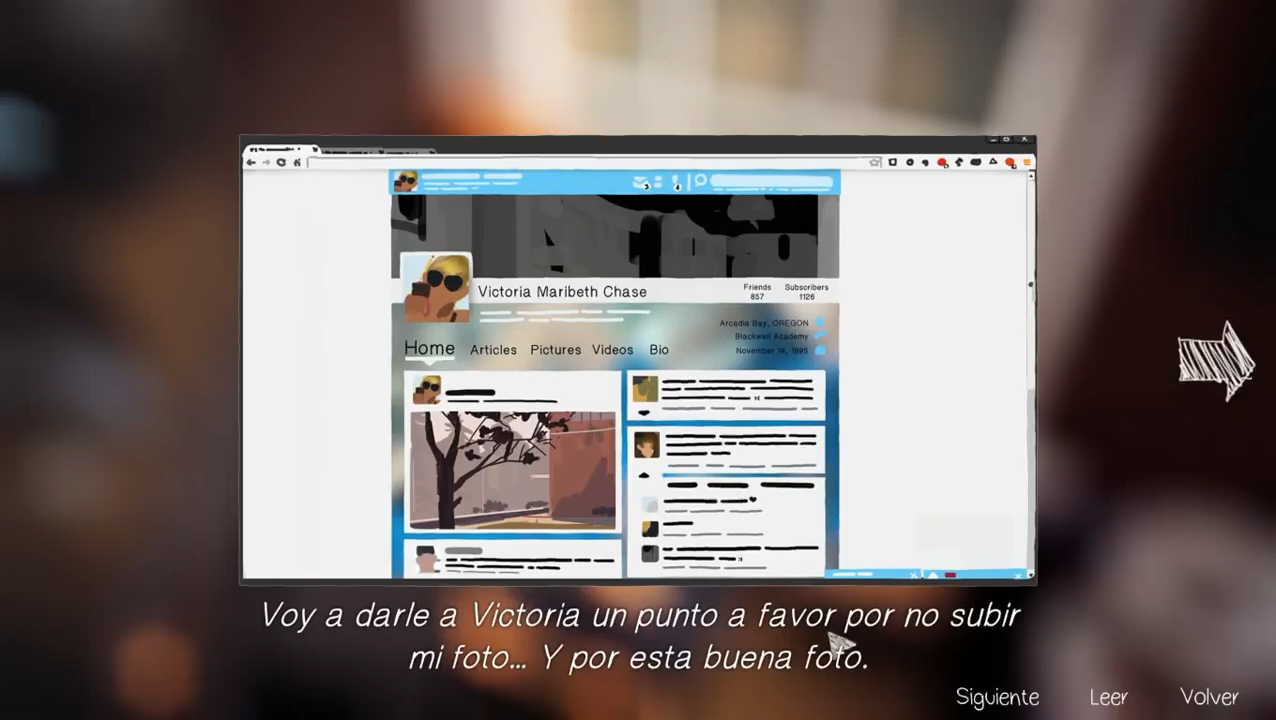 Victoria Maribeth Chase
Friends
857
Subscribers
1126
Arcadia Bay, OREGON
Blackwell Academy
November 14, 1995
Home Articles Pictures Videos Bio
Voy a darle a Victoria un punto a favor por no subir
mi foto... Y por esta buena foto.
Siguiente Leer Volver